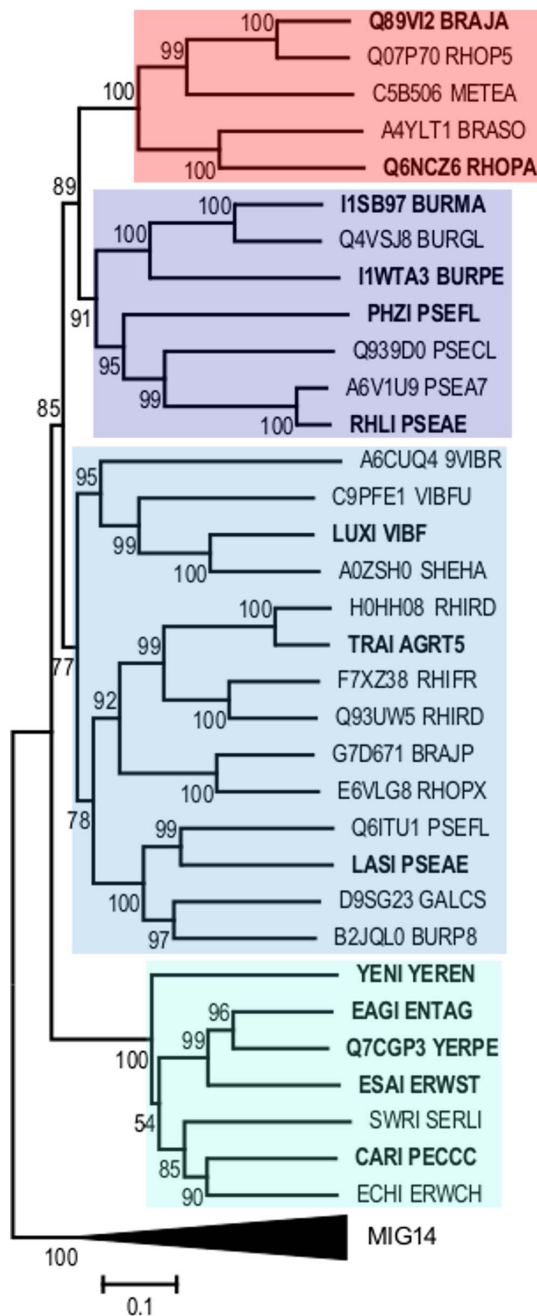 100
Q89VI2 BRAJA
99
Q07P70 RHOP5
100
C5B506 METEA
A4YLT1 BRASO
100
Q6NCZ6 RHOPA
89
100
I1SB97 BURMA
100
Q4VSJ8 BURGL
I1WTA3 BURPE
91
PHZI PSEFL
95
Q939D0 PSECL
99
A6V1U9 PSEA7
85
100
RHLI PSEAE
95
A6CUQ4 9VIBR
C9PFE1 VIBFU
99
LUXI VIBF
100
A0ZSH0 SHEHA
100
H0HH08 RHIRD
99
TRAI AGRT5
77
F7XZ38 RHIFR
92
100
Q93UW5 RHIRD
G7D671 BRAJP
100
E6VLG8 RHOPX
78
99
Q6ITU1 PSEFL
LASI PSEAE
100
D9SG23 GALCS
97
B2JQL0 BURP8
YENI YEREN
96
EAGI ENTAG
99
Q7CGP3 YERPE
100
ESAI ERWST
54
SWRI SERLI
85
CARI PECCC
90
ECHI ERWCH
MIG14
100
0.1